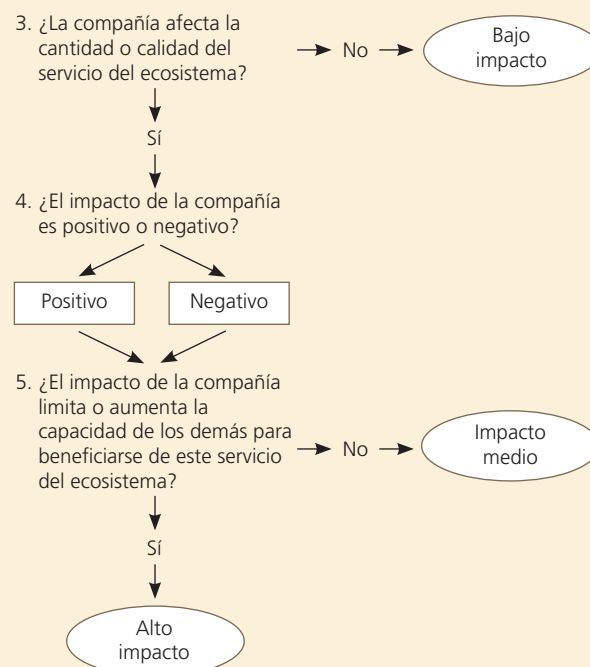 3. ¿La compañía afecta la
cantidad o calidad del
servicio del ecosistema?
No
Bajo
impacto
Sí
4. ¿El impacto de la compañía
es positivo o negativo?
Positivo
Negativo
5. ¿El impacto de la compañía
limita o aumenta la
capacidad de los demás para
beneficiarse de este servicio
del ecosistema?
No
Impacto
medio
Sí
Alto
impacto